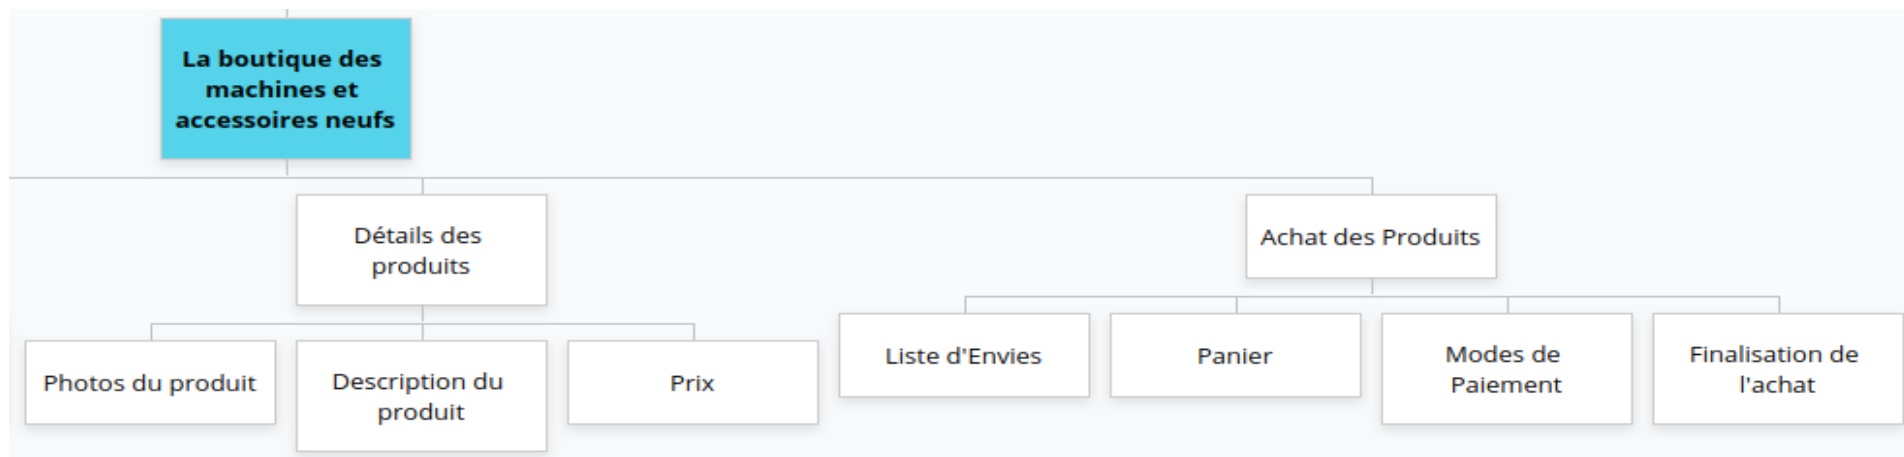 La boutique des
machines et
accessoires neufs
Détails des
produits
Achat des Produits
Photos du produit
Description du
produit
Prix
Liste d'Envies
Panier
Modes de
Paiement
Finalisation de
l'achat